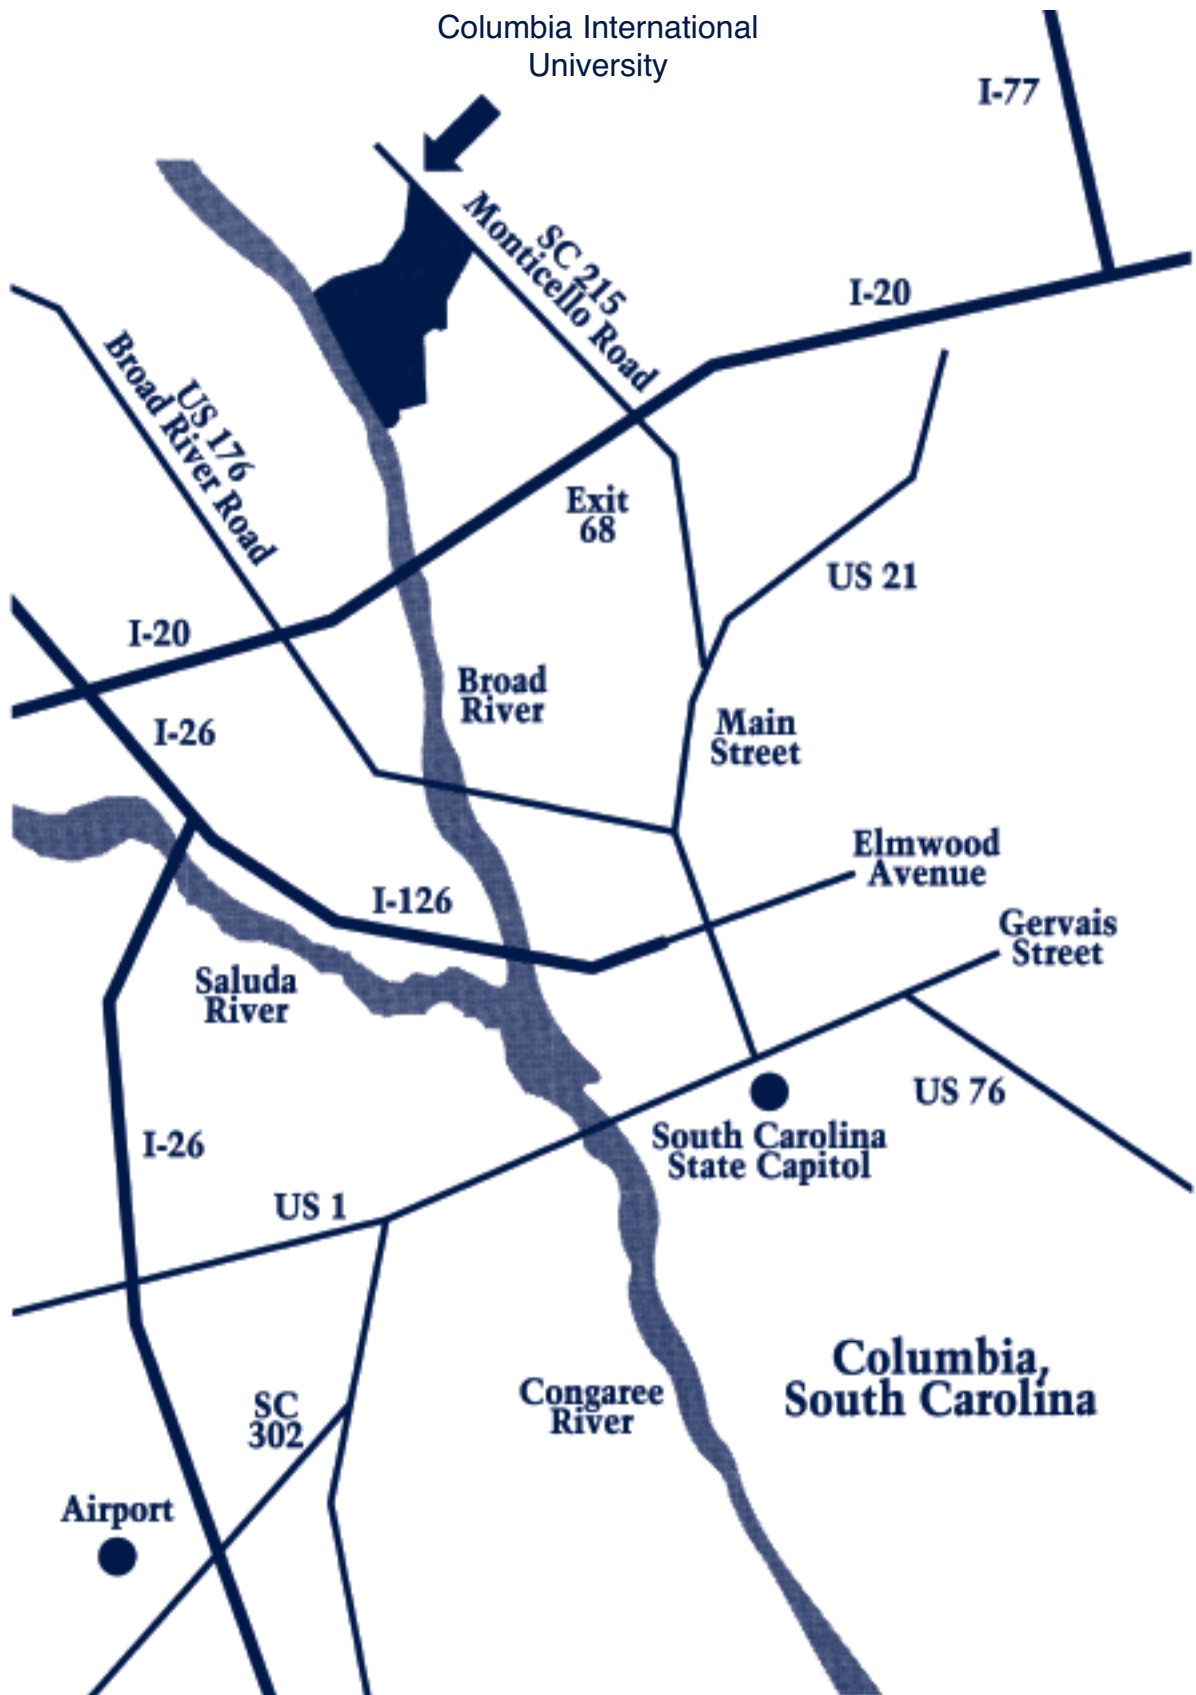 Columbia International
University
I-77
SC 215
Monticello Road
I-20
US 176
Broad River Road
Exit
68
US 21
I-20
Broad
River
I-26
Main
Street
Elmwood
Avenue
I-126
Gervais
Street
Saluda
River
US 76
I-26
South Carolina
State Capitol
US 1
Columbia,
South Carolina
Congaree
River
SC
302
Airport